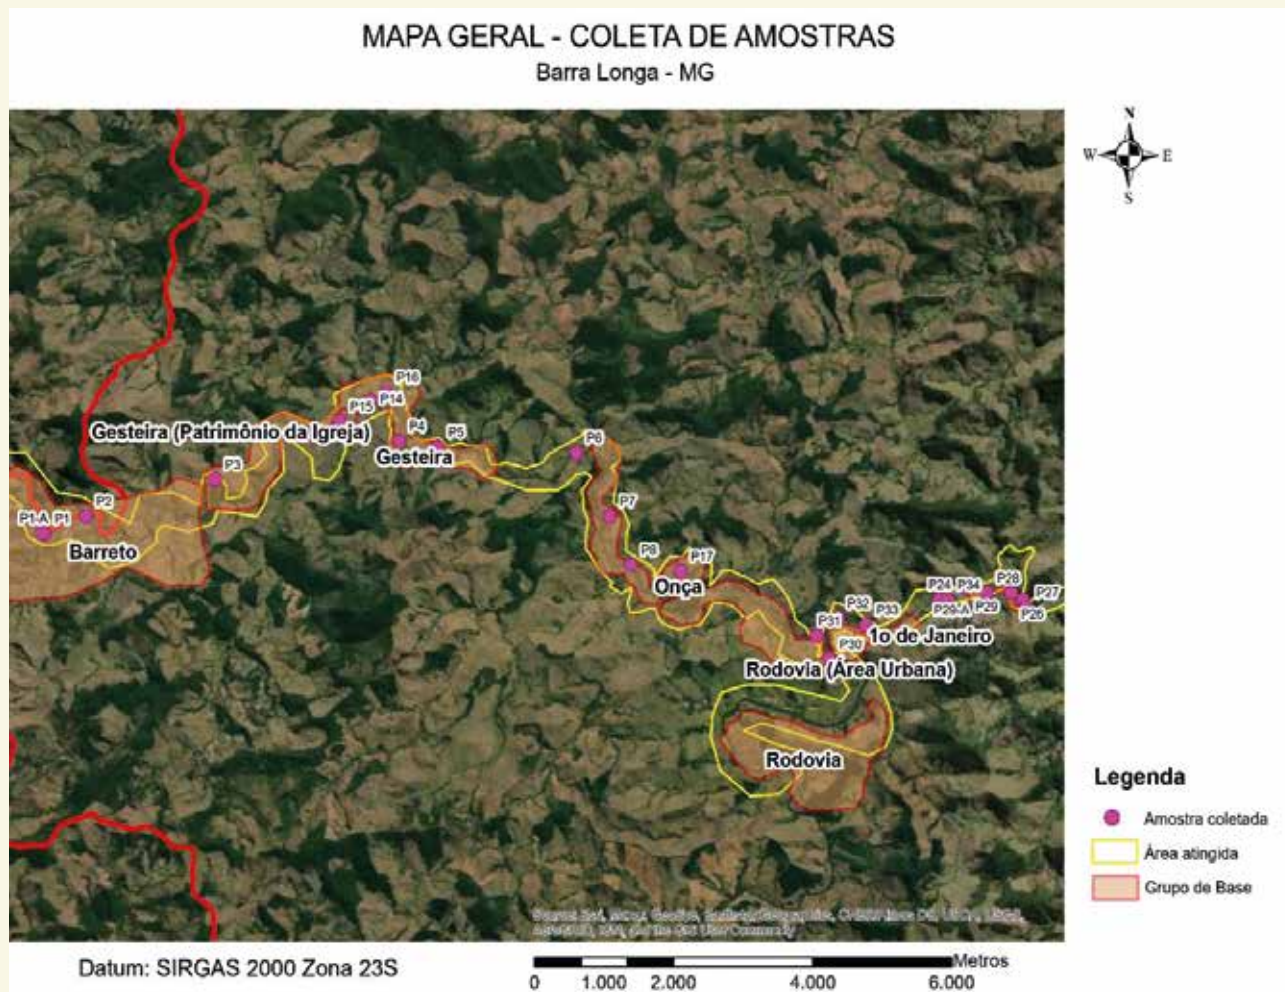 MAPA GERAL - COLETA DE AMOSTRAS
Barra Longa - MG
N
W E
S
P16
P15 P14
Gesteira (Patrimônio da Igreja)
P4 P5
Gesteira
P6
P3
P2
P1-A P1
Barreto
P7
P8 P17
Onça
P24 P34 P28
P29-A P29 P27
P26
P32 P33
P31
1o de Janeiro
P30
Rodovia (Área Urbana)
Rodovia
Legenda
Amostra coletada
Área atingida
Grupo de Base
Datum: SIRGAS 2000 Zona 23S
Metros
0 1.000 2.000 4.000 6.000